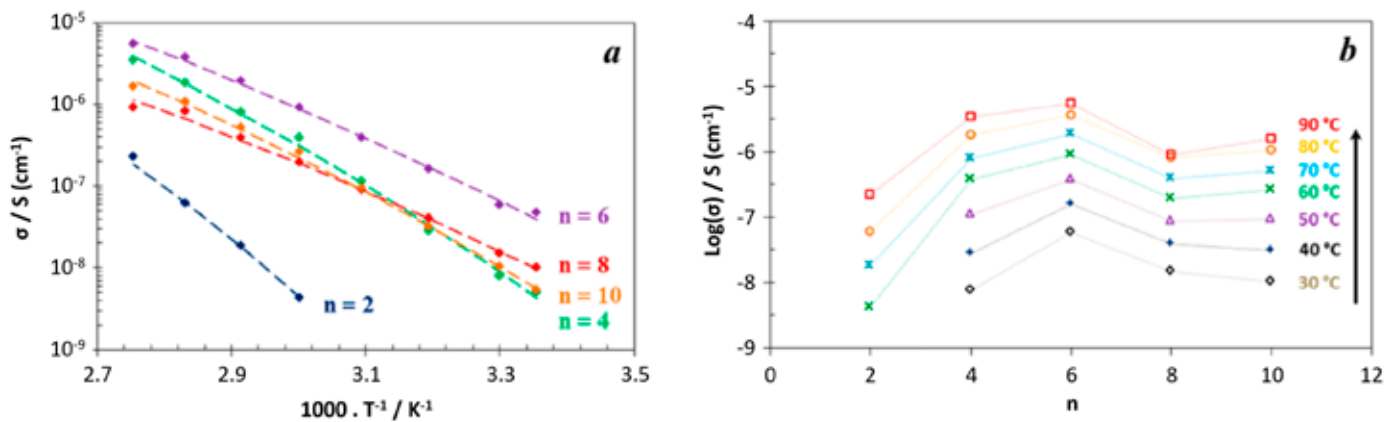 a
10⁻⁵
10⁻⁶
10⁻⁷
10⁻⁸
10⁻⁹
σ / S (cm⁻¹)
n = 6
n = 8
n = 10
n = 4
n = 2
2.7 2.9 3.1 3.3 3.5
1000 . T⁻¹ / K⁻¹
b
-4
-5
-6
-7
-8
-9
Log(σ) / S (cm⁻¹)
90 °C
80 °C
70 °C
60 °C
50 °C
40 °C
30 °C
0 2 4 6 8 10 12
n